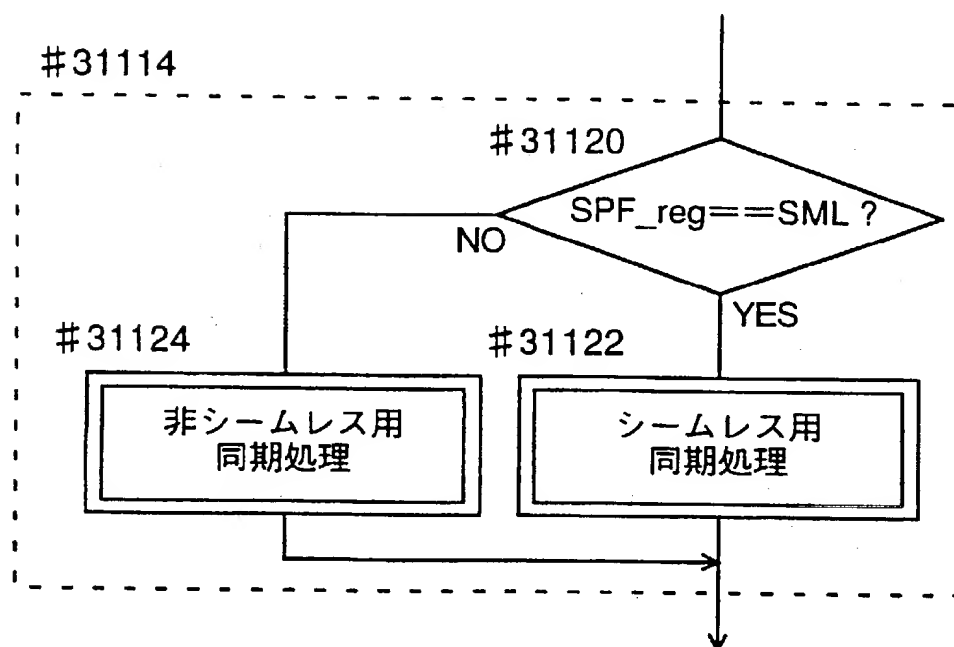 #31114
#31120
SPF_reg==SML ?
NO
YES
#31124
#31122
非シームレス用
同期処理
シームレス用
同期処理